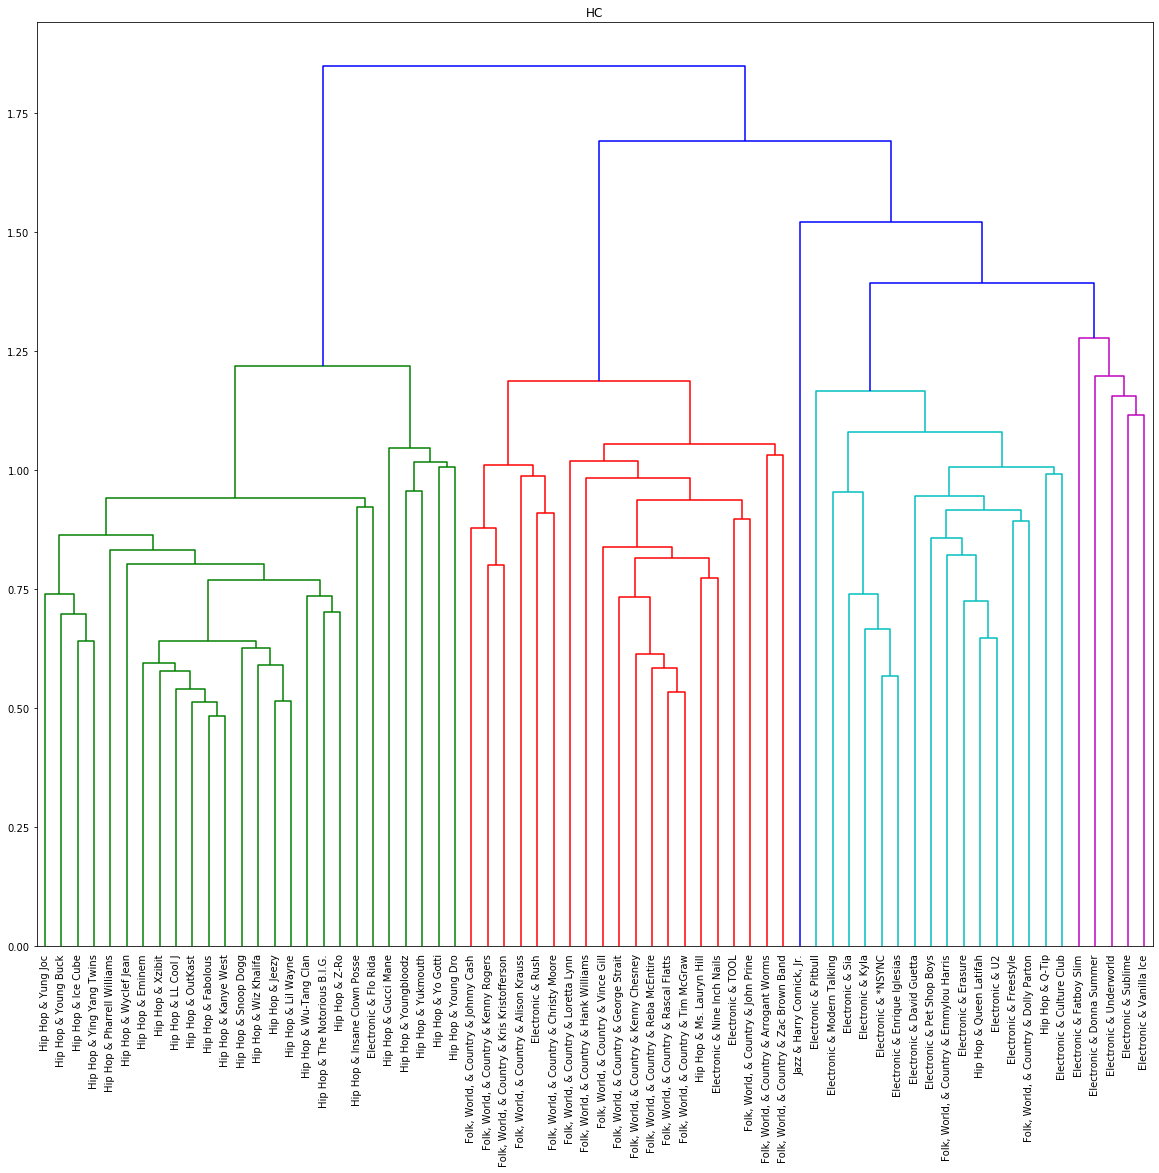 HC
1.75
1.50
1.25
1.00
0.75
0.50
0.25
0.00
Hip Hop & Yung Joc
Hip Hop & Young Buck
Hip Hop & Ice Cube
Hip Hop & Ying Yang Twins
Hip Hop & Pharrell Williams
Hip Hop & Wyclef Jean
Hip Hop & Eminem
Hip Hop & Xzibit
Hip Hop & LL Cool J
Hip Hop & OutKast
Hip Hop & Fabolous
Hip Hop & Kanye West
Hip Hop & Snoop Dogg
Hip Hop & Wiz Khalifa
Hip Hop & Jeezy
Hip Hop & Lil Wayne
Hip Hop & Wu-Tang Clan
Hip Hop & The Notorious B.I.G.
Hip Hop & Z-Ro
Hip Hop & Insane Clown Posse
Electronic & Flo Rida
Hip Hop & Gucci Mane
Hip Hop & Youngbloodz
Hip Hop & Yukmouth
Hip Hop & Yo Gotti
Hip Hop & Young Dro
Folk, World, & Country & Johnny Cash
Folk, World, & Country & Kenny Rogers
Folk, World, & Country & Kris Kristofferson
Folk, World, & Country & Alison Krauss
Electronic & Rush
Folk, World, & Country & Christy Moore
Folk, World, & Country & Loretta Lynn
Folk, World, & Country & Hank Williams
Folk, World, & Country & Vince Gill
Folk, World, & Country & George Strait
Folk, World, & Country & Kenny Chesney
Folk, World, & Country & Reba McEntire
Folk, World, & Country & Rascal Flatts
Folk, World, & Country & Tim McGraw
Hip Hop & Ms. Lauryn Hill
Electronic & Nine Inch Nails
Electronic & TOOL
Folk, World, & Country & John Prine
Folk, World, & Country & Arrogant Worms
Folk, World, & Country & Zac Brown Band
Jazz & Harry Connick, Jr.
Electronic & Pitbull
Electronic & Modern Talking
Electronic & Sia
Electronic & Kyla
Electronic & *NSYNC
Electronic & Enrique Iglesias
Electronic & David Guetta
Electronic & Pet Shop Boys
Folk, World, & Country & Emmylou Harris
Electronic & Erasure
Hip Hop & Queen Latifah
Electronic & U2
Electronic & Freestyle
Folk, World, & Country & Dolly Parton
Hip Hop & Q-Tip
Electronic & Culture Club
Electronic & Fatboy Slim
Electronic & Donna Summer
Electronic & Underworld
Electronic & Sublime
Electronic & Vanilla Ice